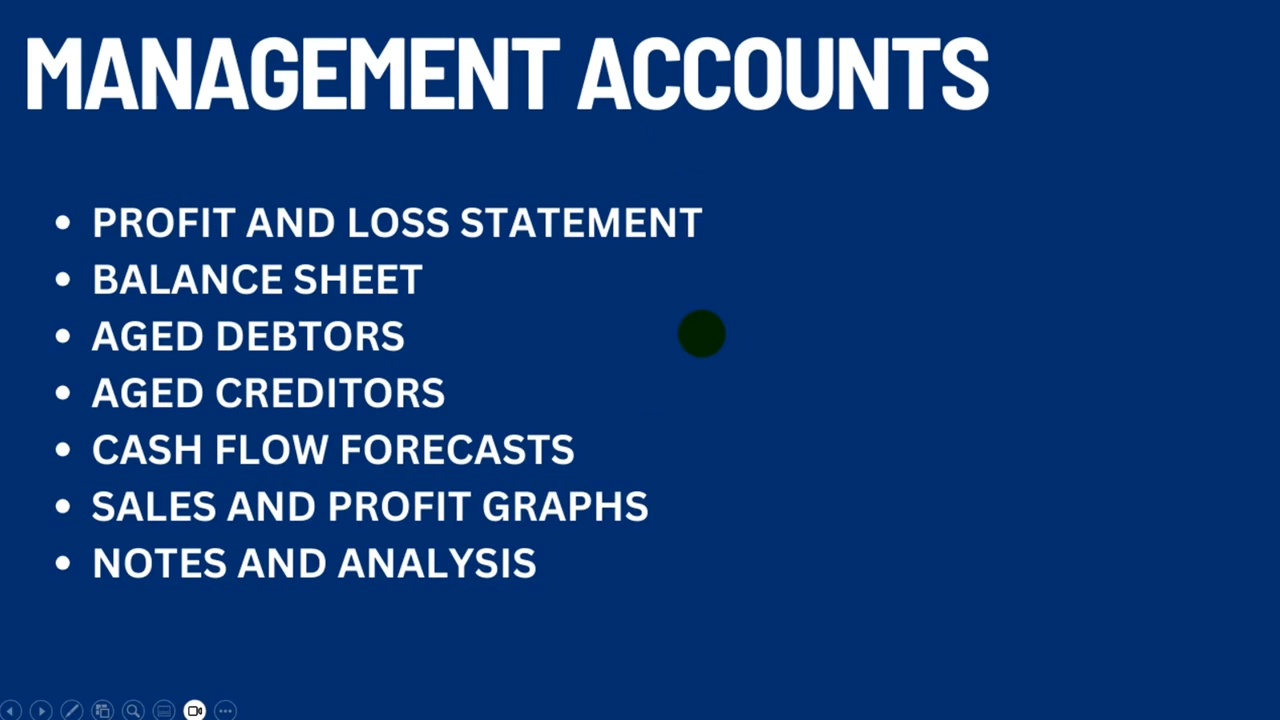 MANAGEMENT ACCOUNTS
• PROFIT AND LOSS STATEMENT
• BALANCE SHEET
• AGED DEBTORS
• AGED CREDITORS
• CASH FLOW FORECASTS
• SALES AND PROFIT GRAPHS
• NOTES AND ANALYSIS